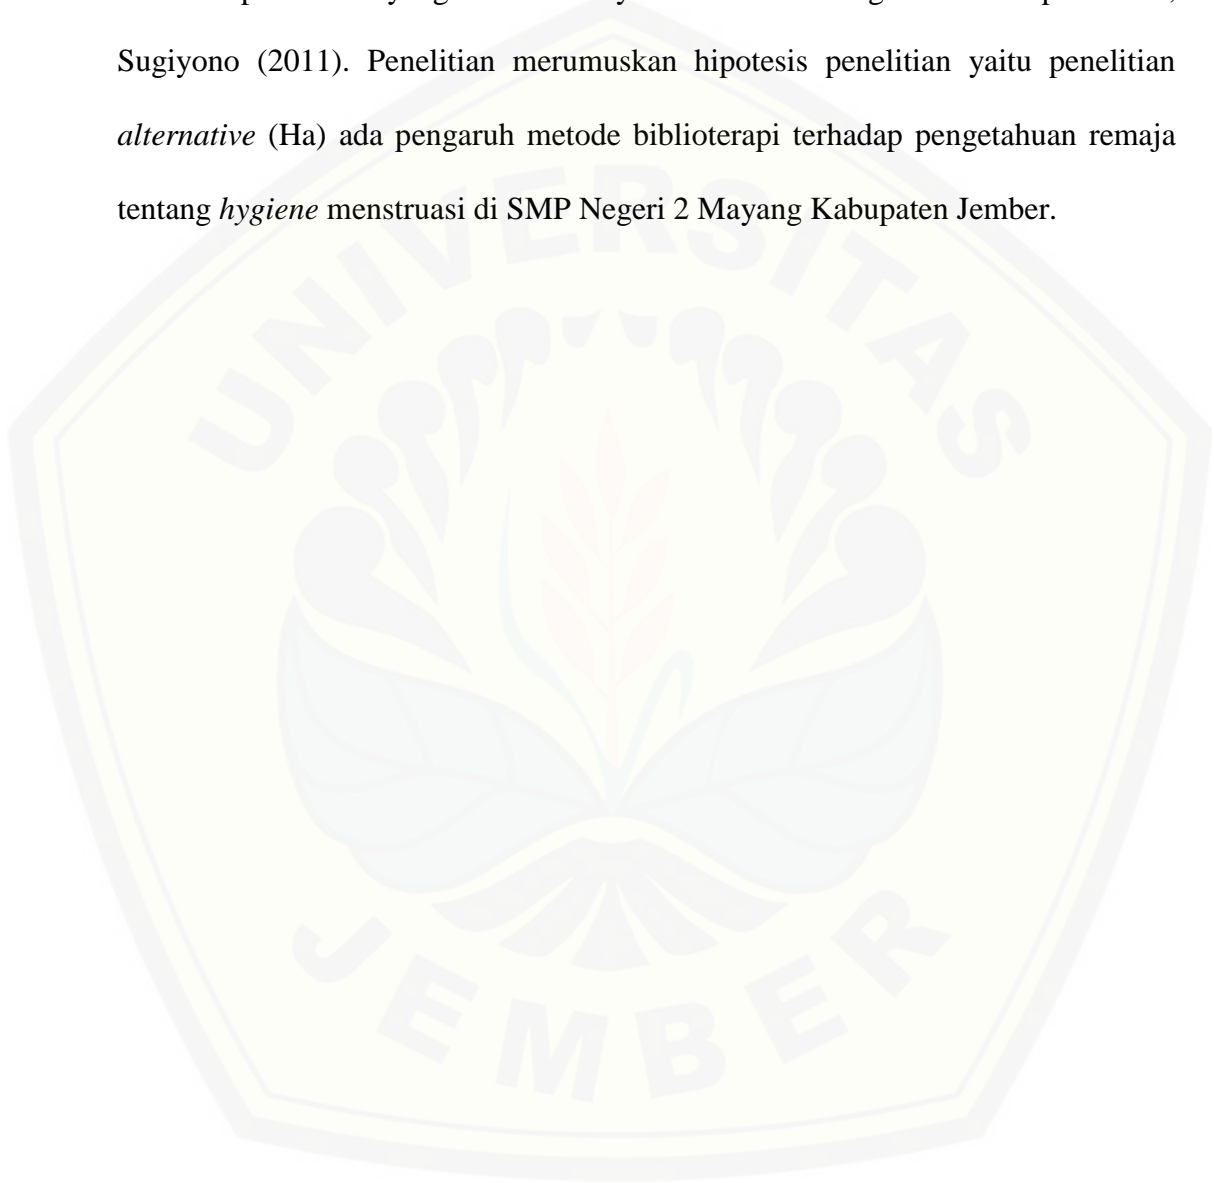 Sugiyono (2011). Penelitian merumuskan hipotesis penelitian yaitu penelitian
alternative (Ha) ada pengaruh metode biblioterapi terhadap pengetahuan remaja
tentang hygiene menstruasi di SMP Negeri 2 Mayang Kabupaten Jember.
UNIVERSITAS
JEMBER